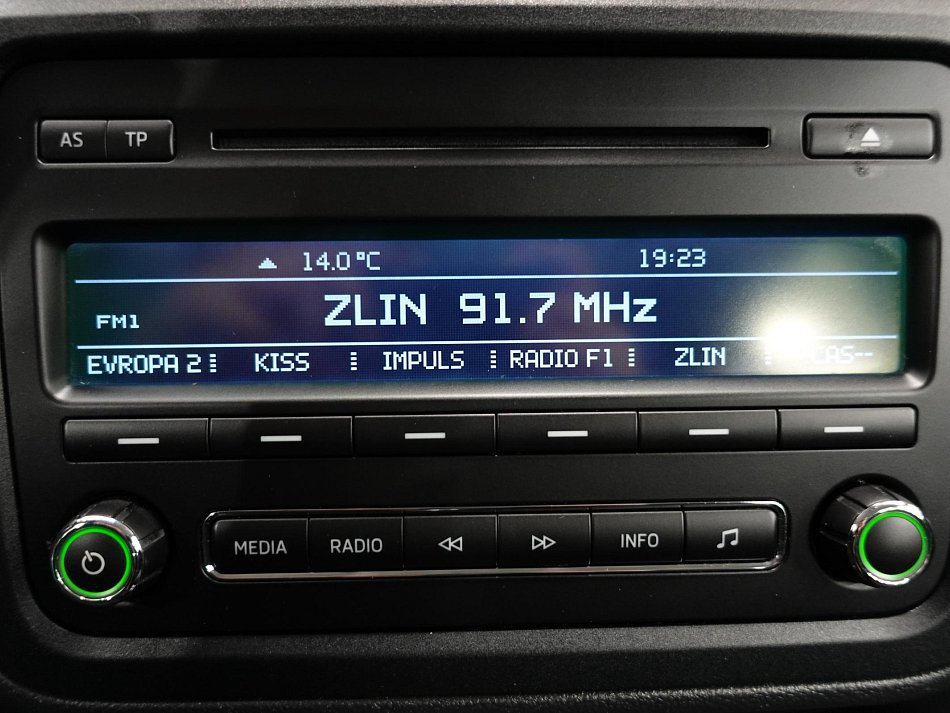 AS TP
14.0 °C 19:23
FM1 ZLIN 91.7 MHz
EVROPA 2 KISS IMPULS RADIO F1 ZLIN
MEDIA RADIO INFO